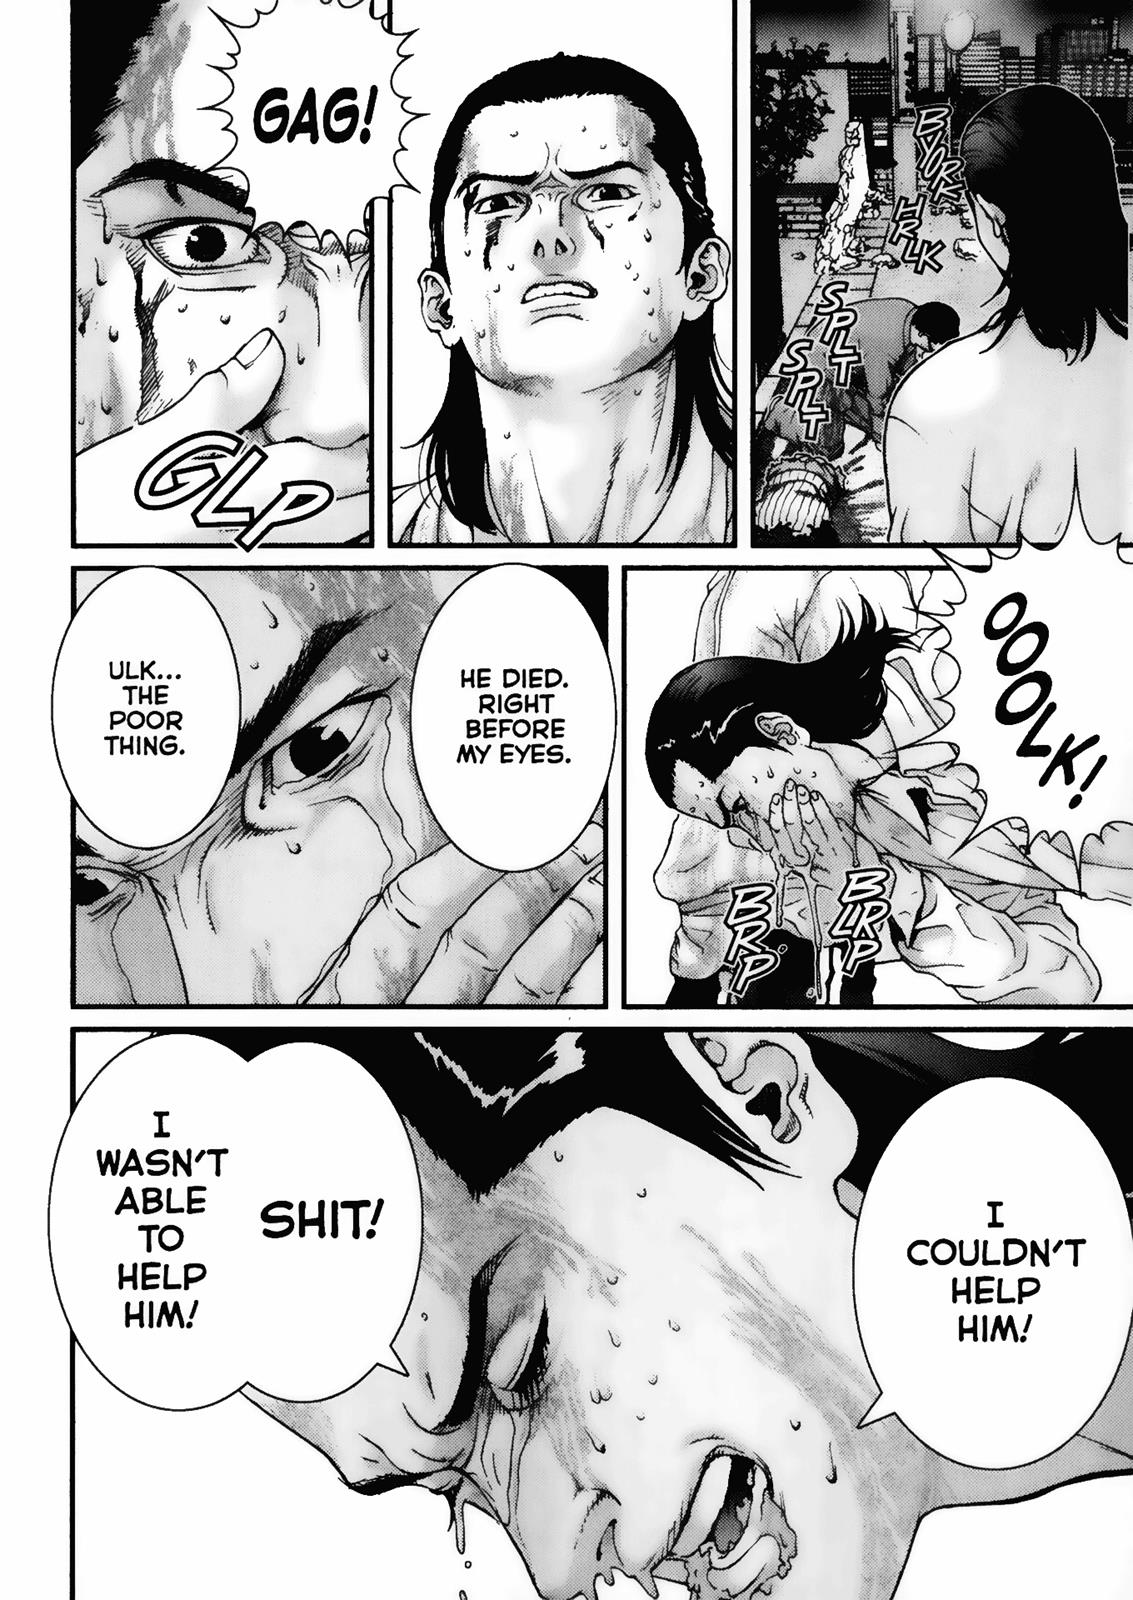 BYORK
HRLK
SPLT
SPLT
GAG!
GLP
OOOLK!
BLRP
BRP
HE DIED.
RIGHT
BEFORE
MY EYES.
ULK...
THE
POOR
THING.
I
COULDN'T
HELP
HIM!
SHIT!
I
WASN'T
ABLE
TO
HELP
HIM!